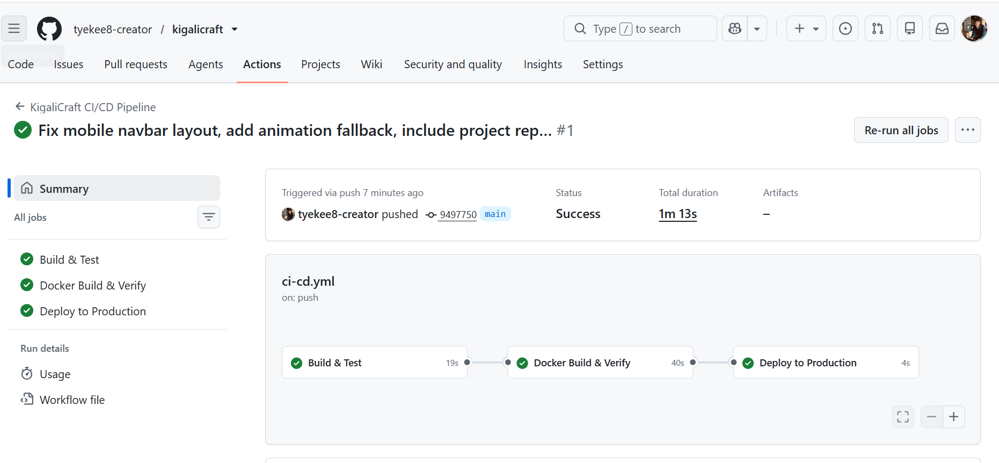 tyekee8-creator / kigalicraft
Type / to search
Open menu
Code Issues Pull requests Agents Actions Projects Wiki Security and quality Insights Settings
KigaliCraft CI/CD Pipeline
Fix mobile navbar layout, add animation fallback, include project rep... #1
Re-run all jobs
Summary
All jobs
Build & Test
Docker Build & Verify
Deploy to Production
Run details
Usage
Workflow file
Triggered via push 7 minutes ago
tyekee8-creator pushed 9497750 main
Status
Success
Total duration
1m 13s
Artifacts
–
ci-cd.yml
on: push
Build & Test 19s
Docker Build & Verify 40s
Deploy to Production 4s